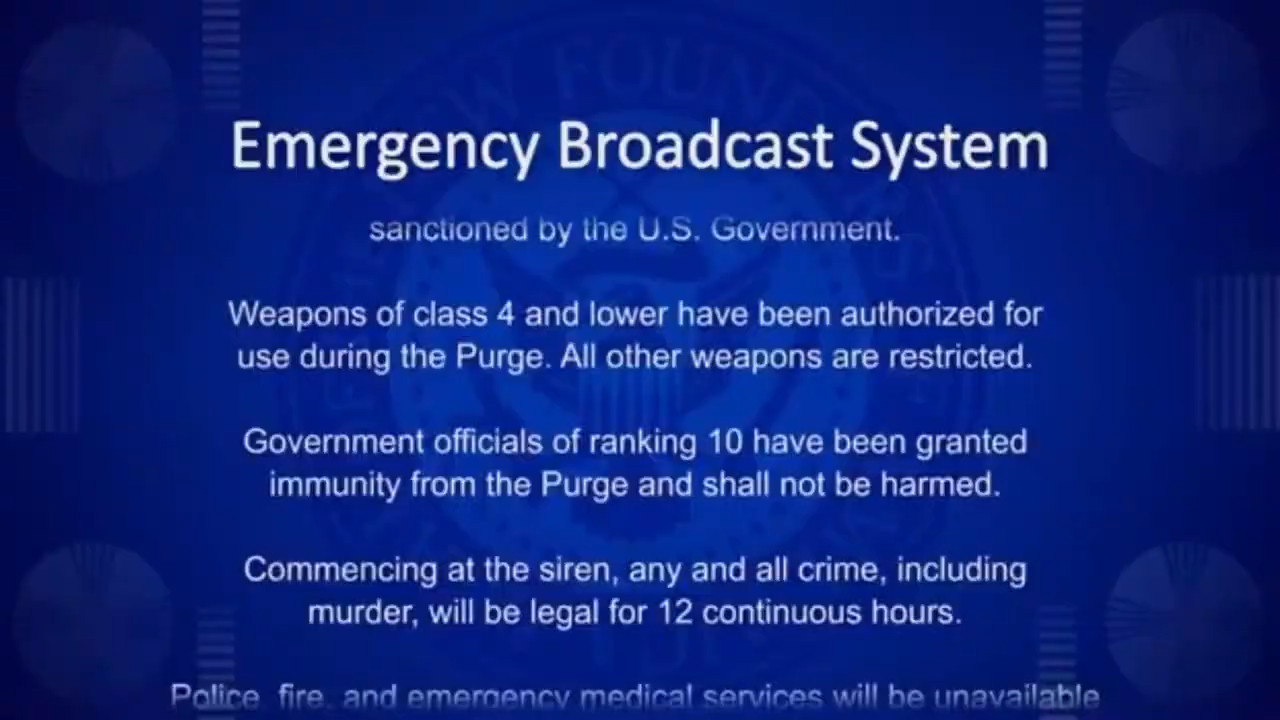 Emergency Broadcast System
sanctioned by the U.S. Government.
Weapons of class 4 and lower have been authorized for
use during the Purge. All other weapons are restricted.
Government officials of ranking 10 have been granted
immunity from the Purge and shall not be harmed.
Commencing at the siren, any and all crime, including
murder, will be legal for 12 continuous hours.
Police, fire, and emergency medical services will be unavailable
NEW FOUNDING